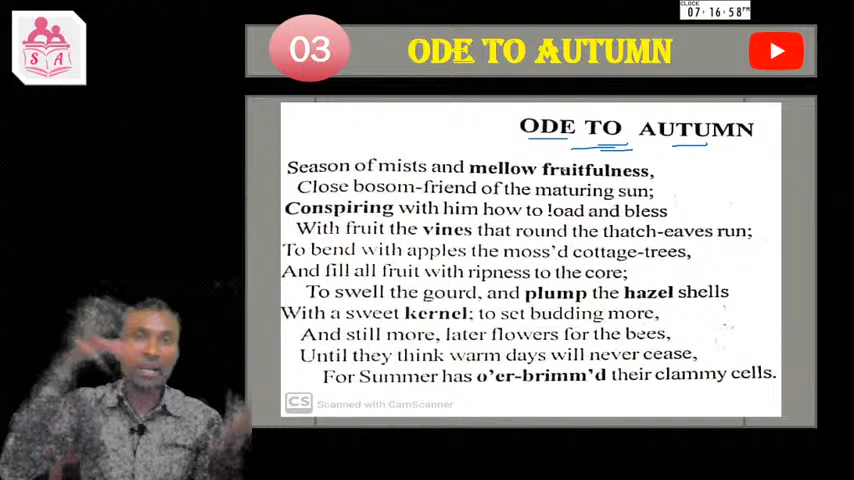 CLOCK
07:16:58PM
S A
03
ODE TO AUTUMN
ODE TO AUTUMN
Season of mists and mellow fruitfulness,
Close bosom-friend of the maturing sun;
Conspiring with him how to load and bless
With fruit the vines that round the thatch-eaves run;
To bend with apples the moss'd cottage-trees,
And fill all fruit with ripness to the core;
To swell the gourd, and plump the hazel shells
With a sweet kernel; to set budding more,
And still more, later flowers for the bees,
Until they think warm days will never cease,
For Summer has o'er-brimm'd their clammy cells.
CS Scanned with CamScanner